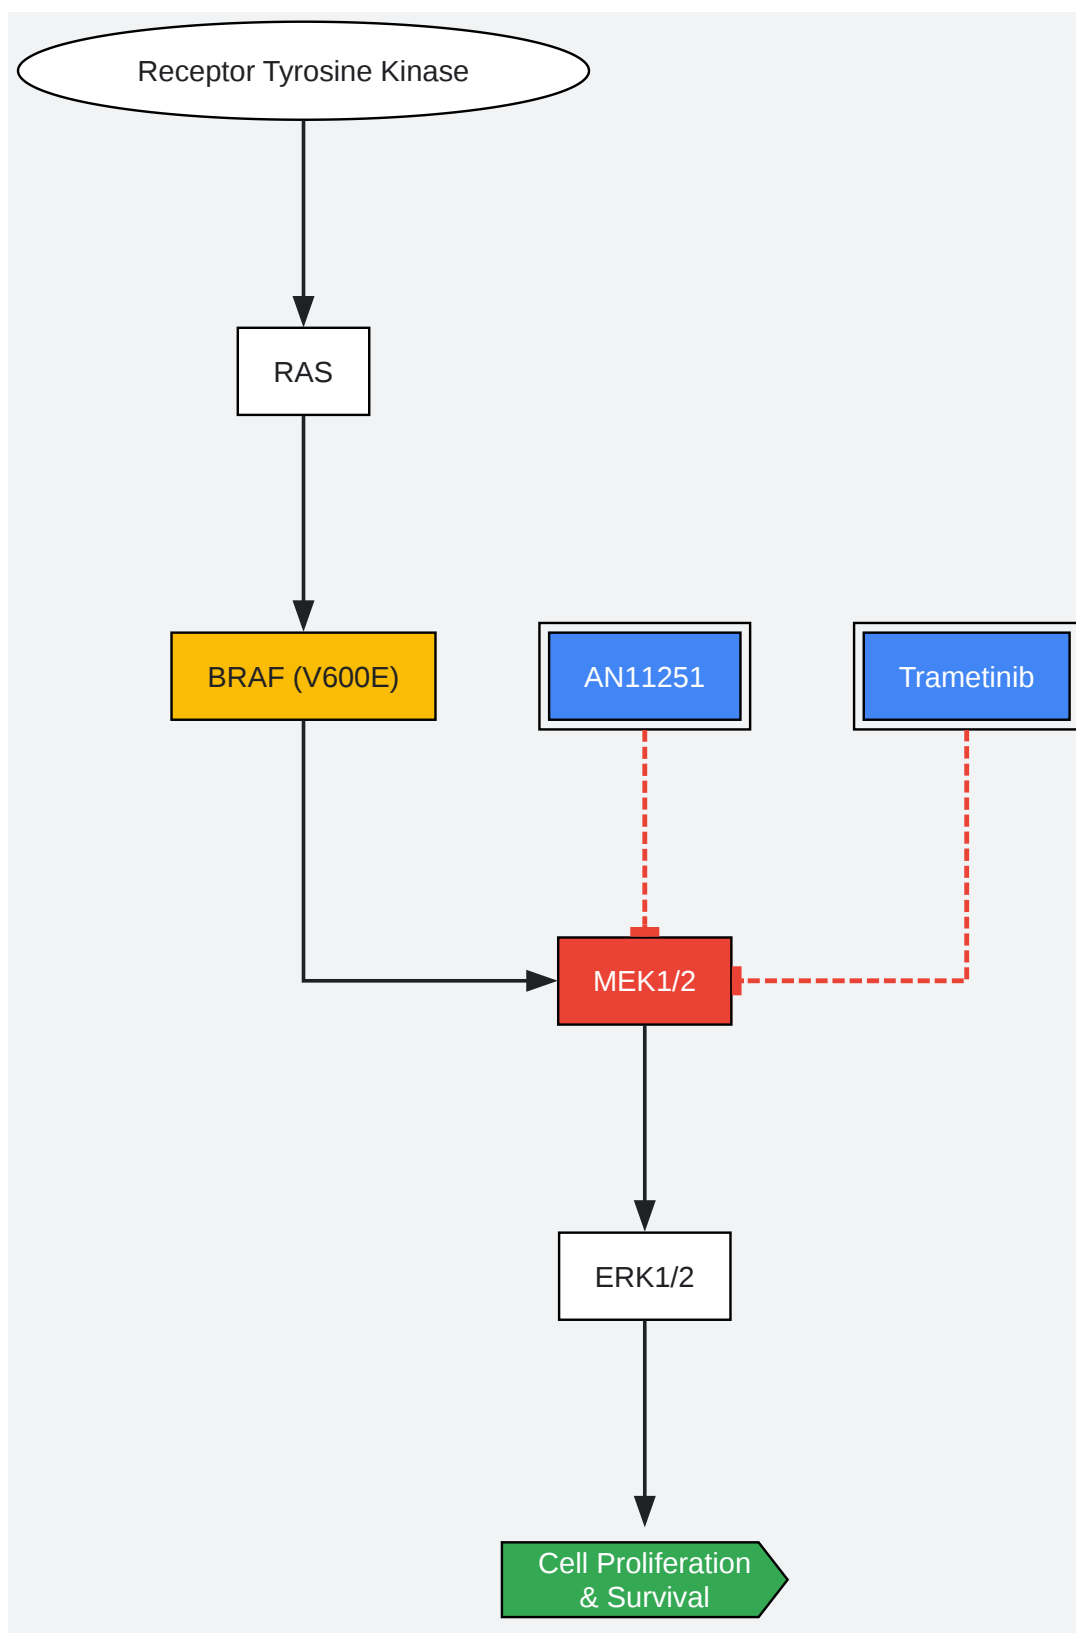 Receptor Tyrosine Kinase
RAS
BRAF (V600E)
AN11251
Trametinib
MEK1/2
ERK1/2
Cell Proliferation
& Survival